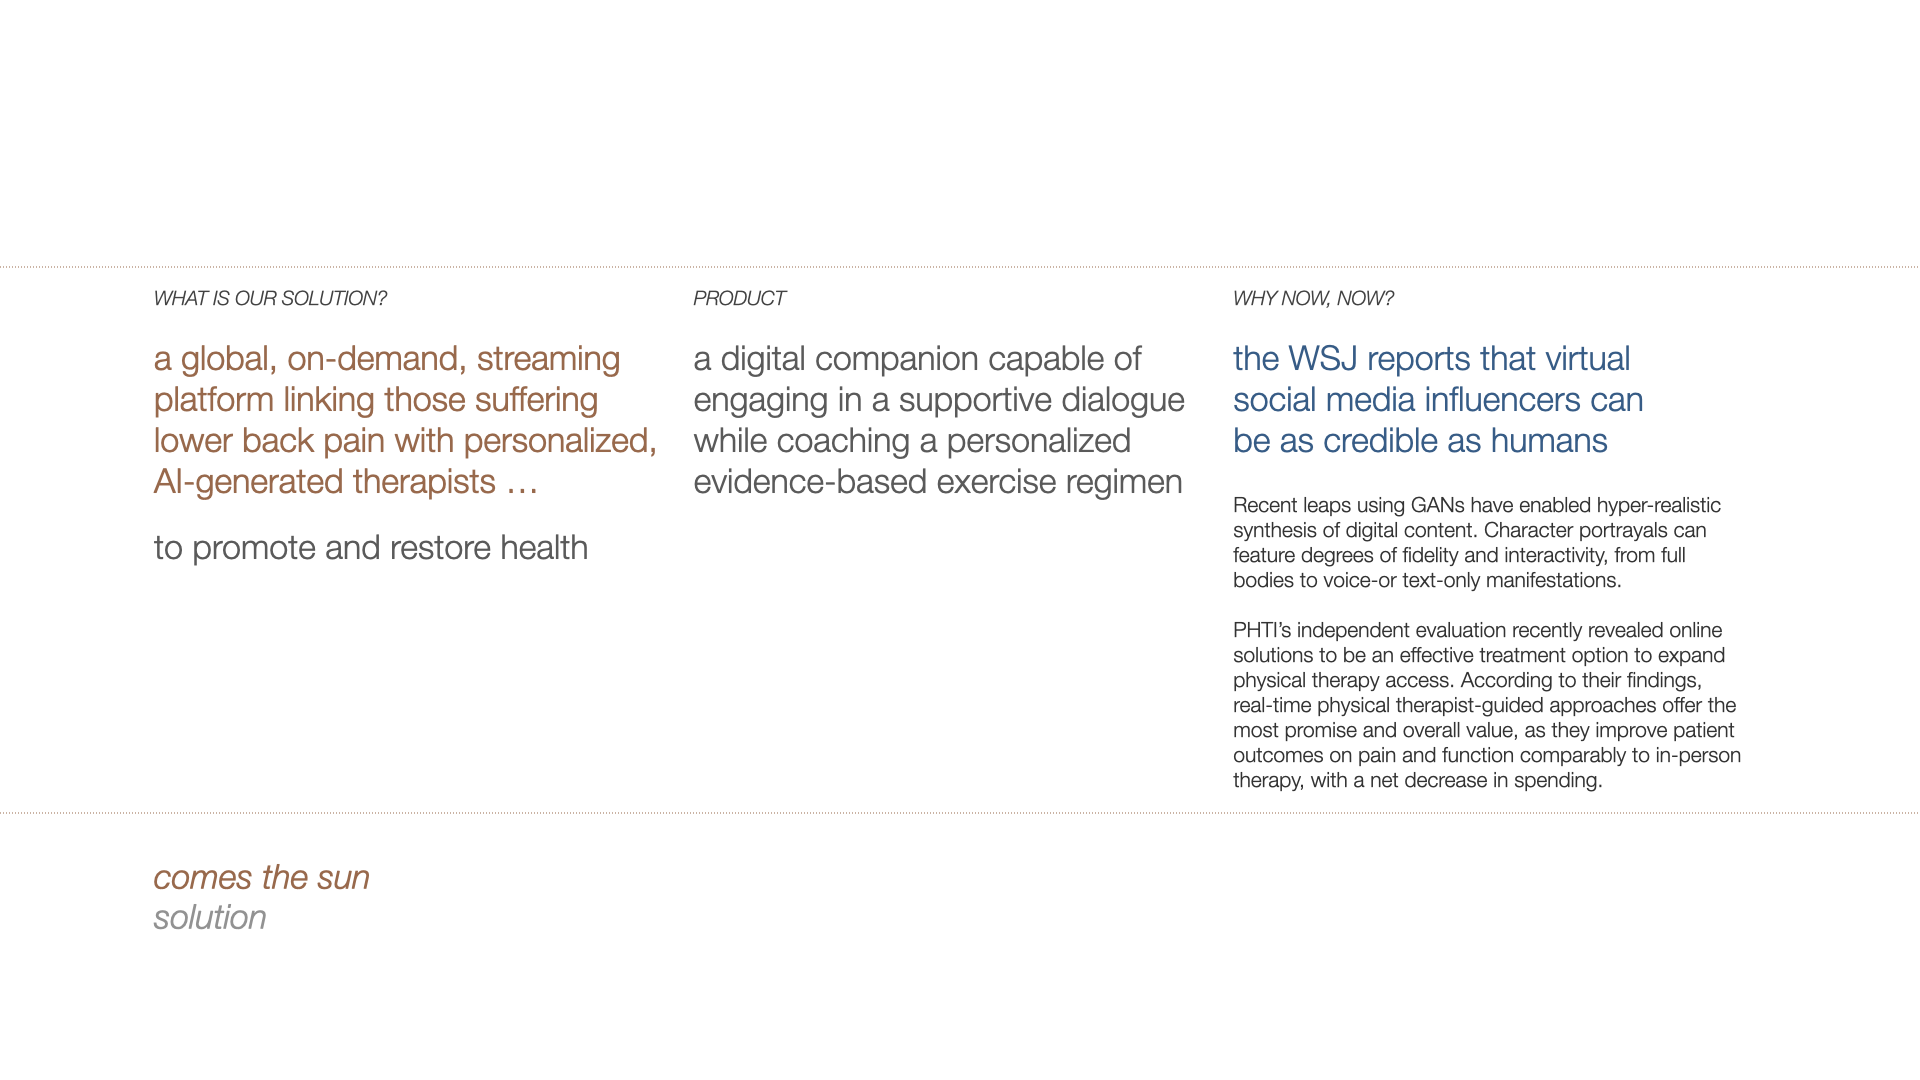 WHAT IS OUR SOLUTION?
a global, on-demand, streaming
platform linking those suffering
lower back pain with personalized,
AI-generated therapists …
to promote and restore health
PRODUCT
a digital companion capable of
engaging in a supportive dialogue
while coaching a personalized
evidence-based exercise regimen
WHY NOW, NOW?
the WSJ reports that virtual
social media influencers can
be as credible as humans
Recent leaps using GANs have enabled hyper-realistic
synthesis of digital content. Character portrayals can
feature degrees of fidelity and interactivity, from full
bodies to voice-or text-only manifestations.
PHTI’s independent evaluation recently revealed online
solutions to be an effective treatment option to expand
physical therapy access. According to their findings,
real-time physical therapist-guided approaches offer the
most promise and overall value, as they improve patient
outcomes on pain and function comparably to in-person
therapy, with a net decrease in spending.
comes the sun
solution